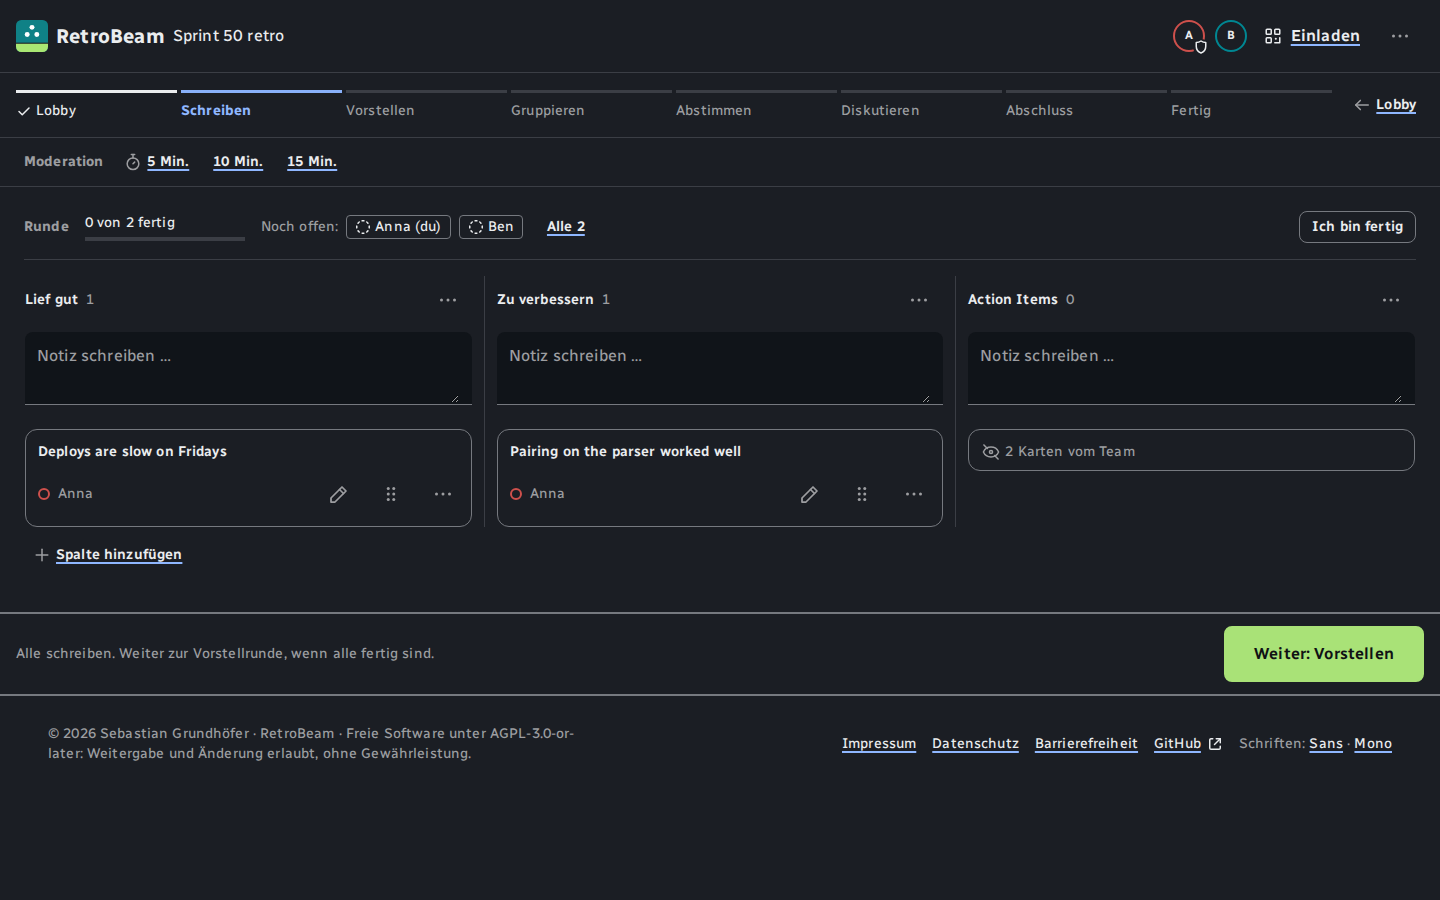 RetroBeam Sprint 50 retro
A B Einladen
Lobby Schreiben Vorstellen Gruppieren Abstimmen Diskutieren Abschluss Fertig Lobby
Moderation 5 Min. 10 Min. 15 Min.
Runde 0 von 2 fertig Noch offen: Anna (du) Ben Alle 2 Ich bin fertig
Lief gut 1 Zu verbessern 1 Action Items 0
Notiz schreiben ... Notiz schreiben ... Notiz schreiben ...
Deploys are slow on Fridays Pairing on the parser worked well 2 Karten vom Team
Anna Anna
Spalte hinzufügen
Alle schreiben. Weiter zur Vorstellrunde, wenn alle fertig sind. Weiter: Vorstellen
© 2026 Sebastian Grundhöfer · RetroBeam · Freie Software unter AGPL-3.0-or-
later: Weitergabe und Änderung erlaubt, ohne Gewährleistung.
Impressum Datenschutz Barrierefreiheit GitHub Schriften: Sans · Mono